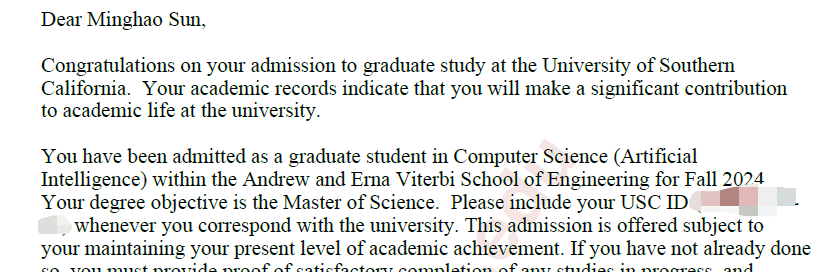 Dear Minghao Sun,
Congratulations on your admission to graduate study at the University of Southern
California.  Your academic records indicate that you will make a significant contribution
to academic life at the university.
You have been admitted as a graduate student in Computer Science (Artificial
Intelligence) within the Andrew and Erna Viterbi School of Engineering for Fall 2024
Your degree objective is the Master of Science.  Please include your USC ID
, whenever you correspond with the university. This admission is offered subject to
your maintaining your present level of academic achievement. If you have not already done
so, you must provide proof of satisfactory completion of any studies in progress, and
edu